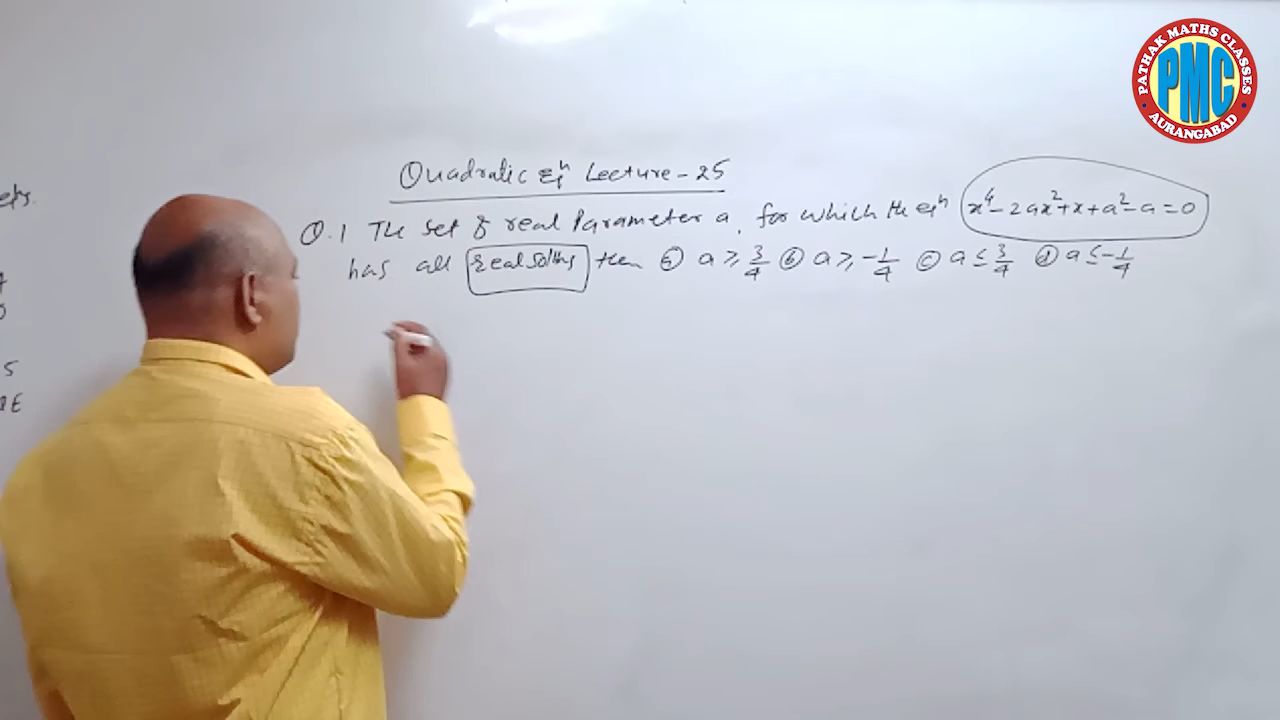 PATHAK MATHS CLASSES
PMC
AURANGABAD
Quadratic Eqⁿ Lecture - 25
Q.1 The set of real Parameter a, for which the eqⁿ x⁴-2ax²+x+a²-a=0
has all real solⁿs then ⓐ a ≥ 3/4 ⓑ a ≥ -1/4 ⓒ a ≤ 3/4 ⓓ a ≤ -1/4